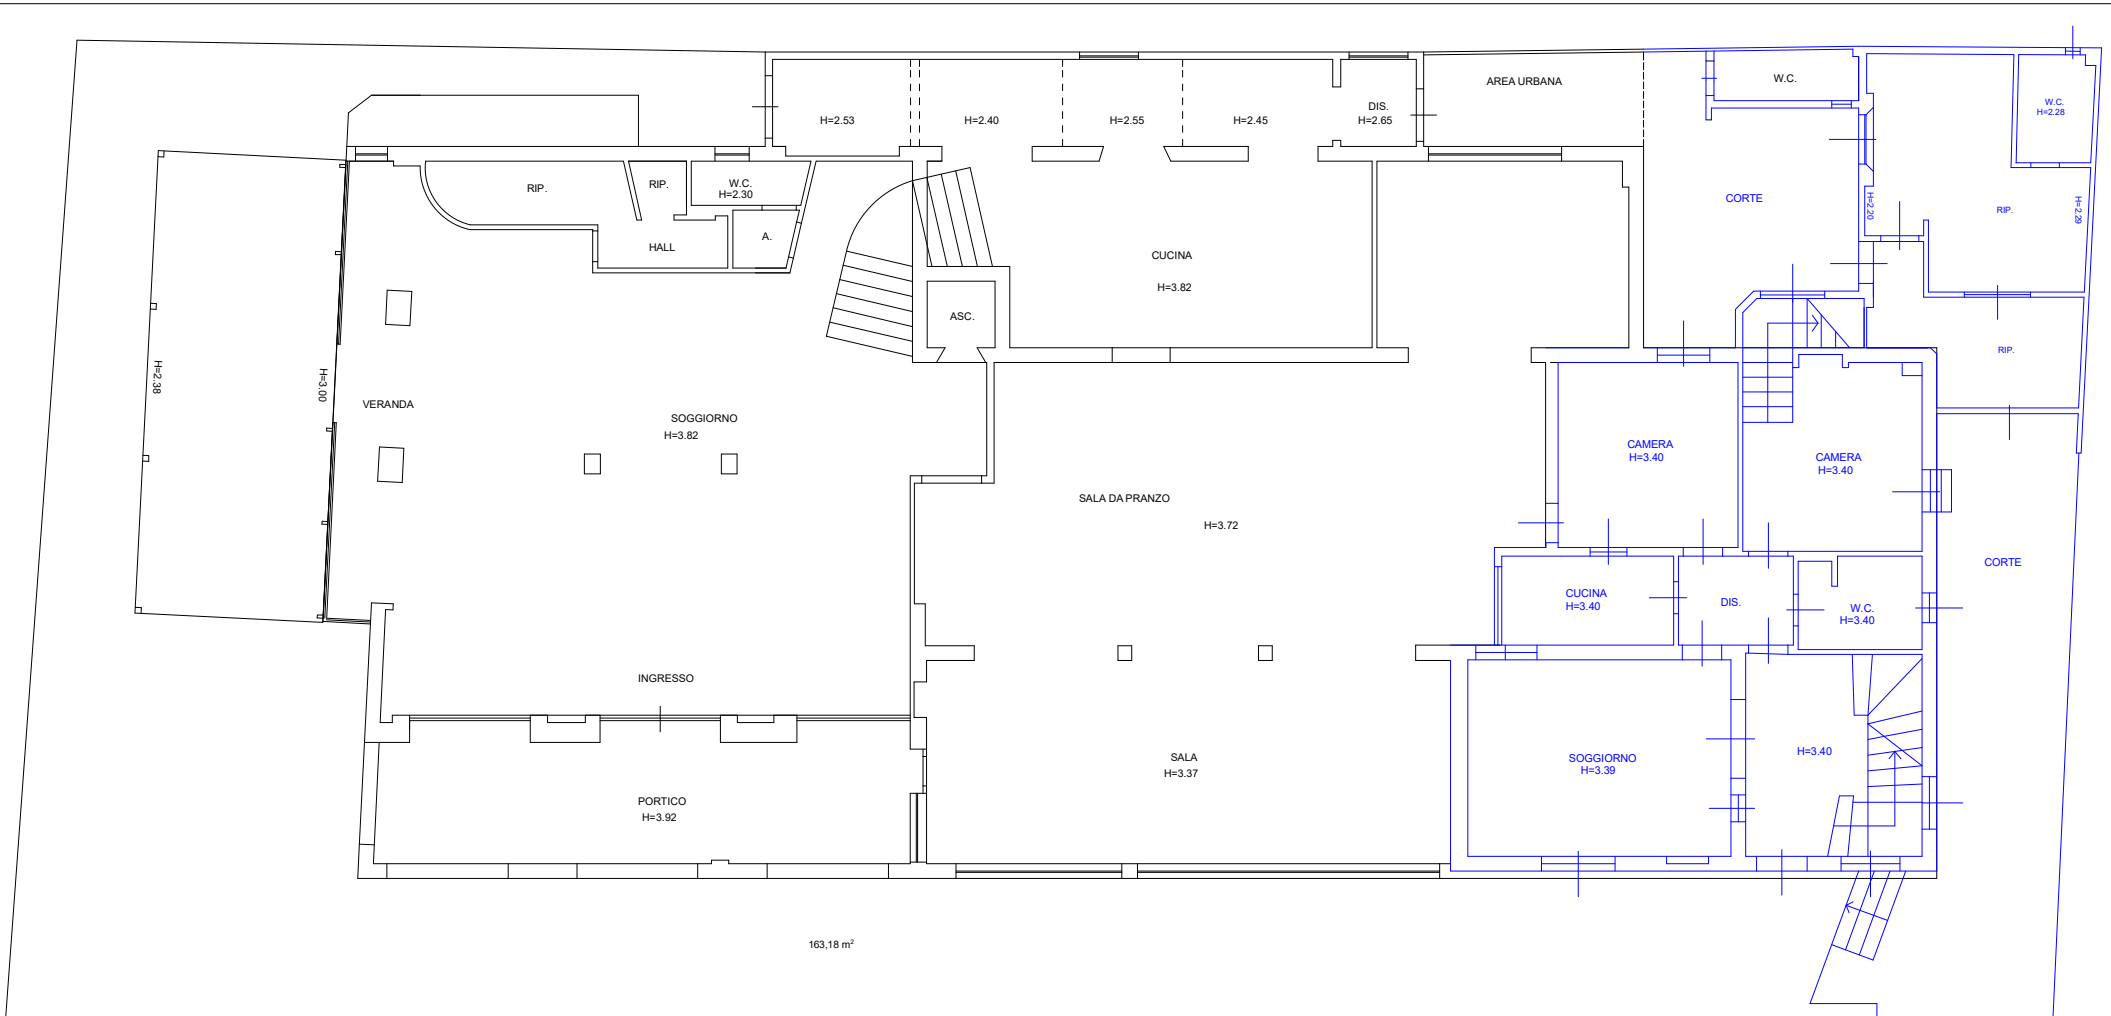 AREA URBANA
W.C.
W.C.
H=2.28
DIS.
H=2.65
H=2.53
H=2.40
H=2.55
H=2.45
RIP.
RIP.
W.C.
H=2.30
CORTE
H=2.20
RIP.
H=2.29
HALL
A.
CUCINA
H=3.82
ASC.
RIP.
H=2.38
H=3.00
VERANDA
SOGGIORNO
H=3.82
CAMERA
H=3.40
CAMERA
H=3.40
SALA DA PRANZO
H=3.72
CORTE
CUCINA
H=3.40
DIS.
W.C.
H=3.40
INGRESSO
SALA
H=3.37
SOGGIORNO
H=3.39
H=3.40
PORTICO
H=3.92
163,18 m²